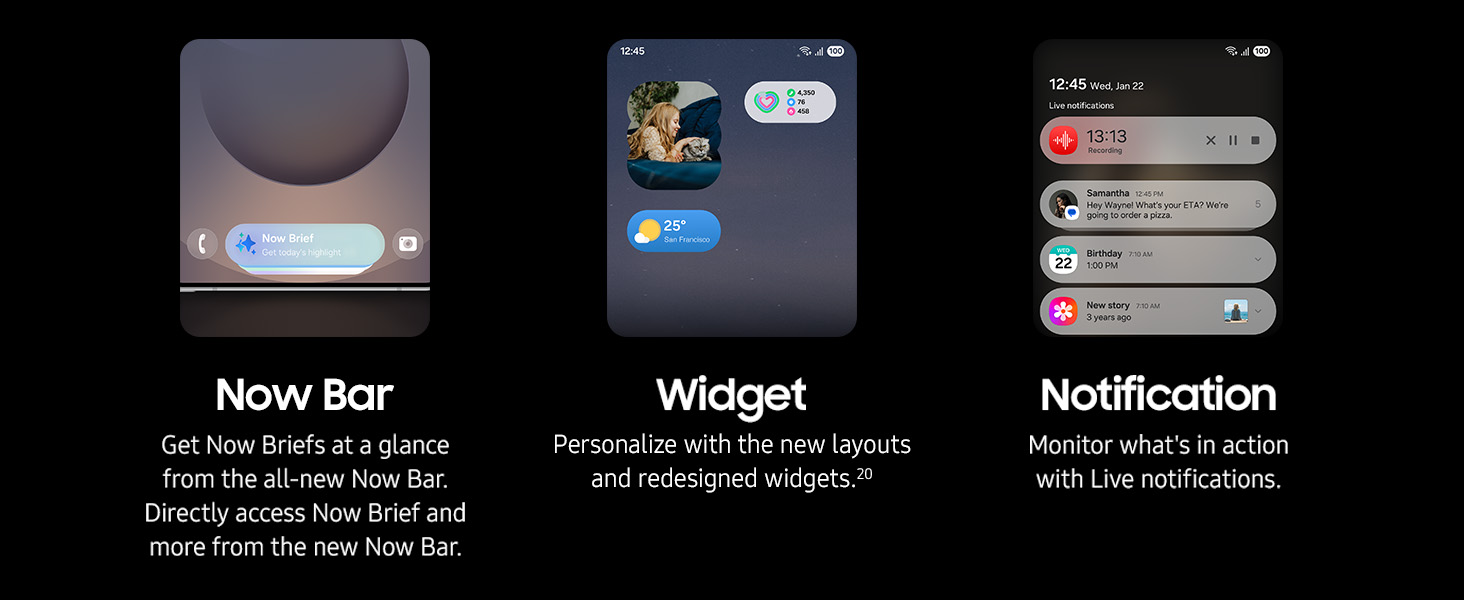 Now Brief
Get today's highlight
Now Bar
Get Now Briefs at a glance
from the all-new Now Bar.
Directly access Now Brief and
more from the new Now Bar.
12:45
100
4,350
76
458
25°
San Francisco
Widget
Personalize with the new layouts
and redesigned widgets.20
100
12:45 Wed, Jan 22
Live notifications
13:13
Recording
Samantha 12:45 PM
Hey Wayne! What's your ETA? We're
going to order a pizza.
5
WED
22
Birthday 7:10 AM
1:00 PM
New story 7:10 AM
3 years ago
Notification
Monitor what's in action
with Live notifications.